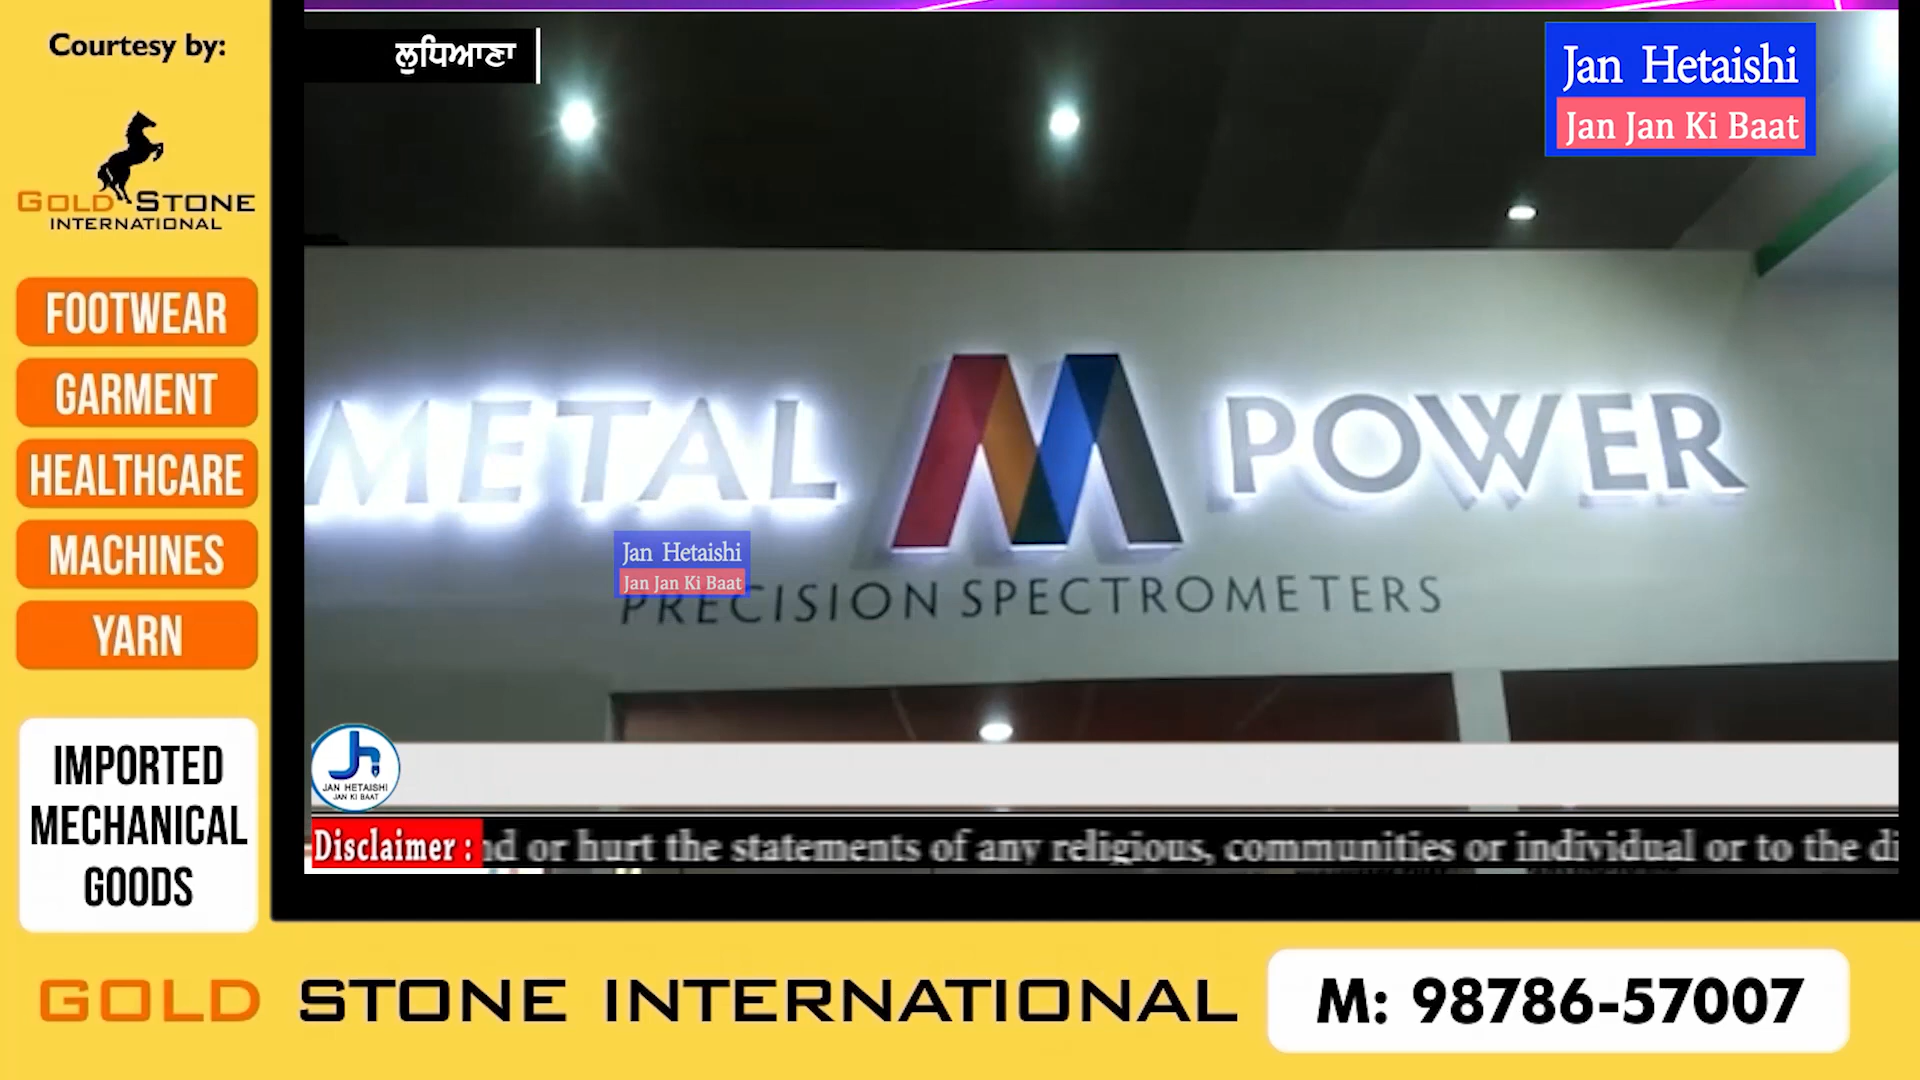 Courtesy by:
GOLD STONE
INTERNATIONAL
FOOTWEAR
GARMENT
HEALTHCARE
MACHINES
YARN
IMPORTED
MECHANICAL
GOODS
ਲੁਧਿਆਣਾ
Jan Hetaishi
Jan Jan Ki Baat
METAL M POWER
Jan Hetaishi
Jan Jan Ki Baat
PRECISION SPECTROMETERS
JAN HETAISHI
JAN KI BAAT
Disclaimer : nd or hurt the statements of any religious, communities or individual or to the di
GOLD STONE INTERNATIONAL
M: 98786-57007